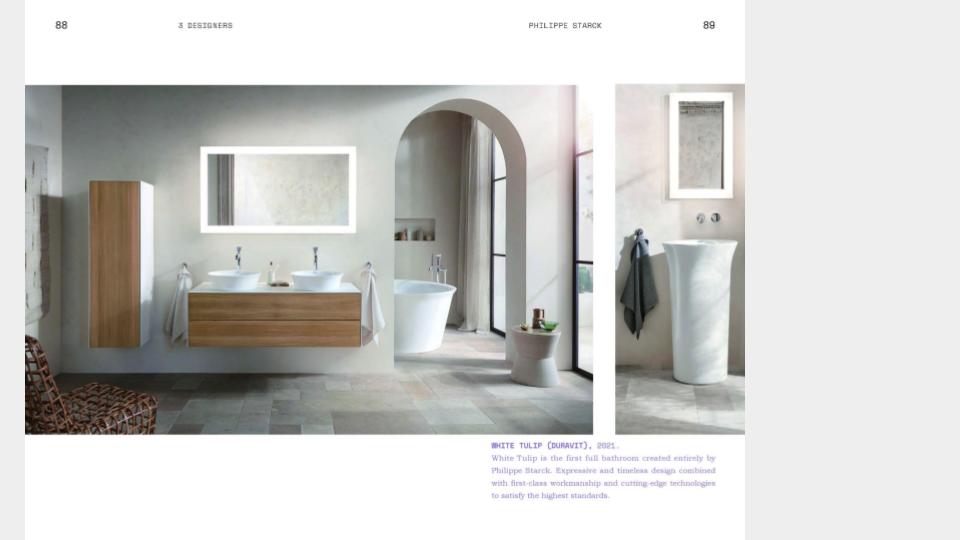 88
3 DESIGNERS
PHILIPPE STARCK
89
WHITE TULIP (DURAVIT), 2021.
White Tulip is the first full bathroom created entirely by
Philippe Starck. Expressive and timeless design combined
with first-class workmanship and cutting-edge technologies
to satisfy the highest standards.